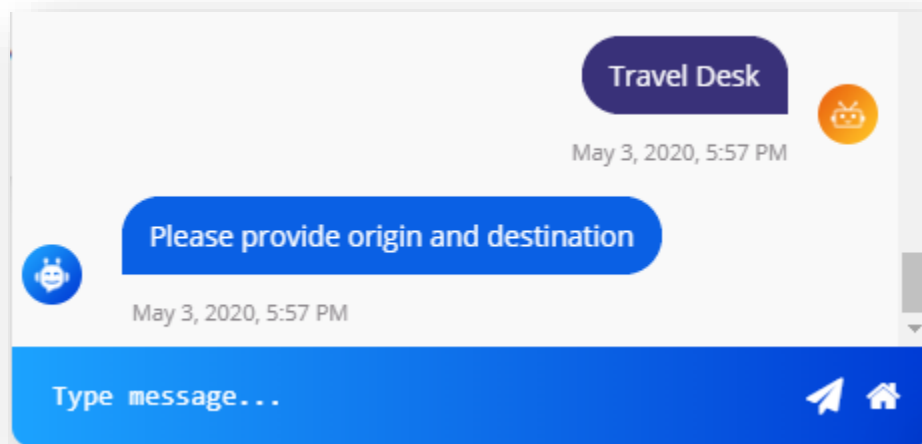 Travel Desk
May 3, 2020, 5:57 PM
Please provide origin and destination
May 3, 2020, 5:57 PM
Type message...